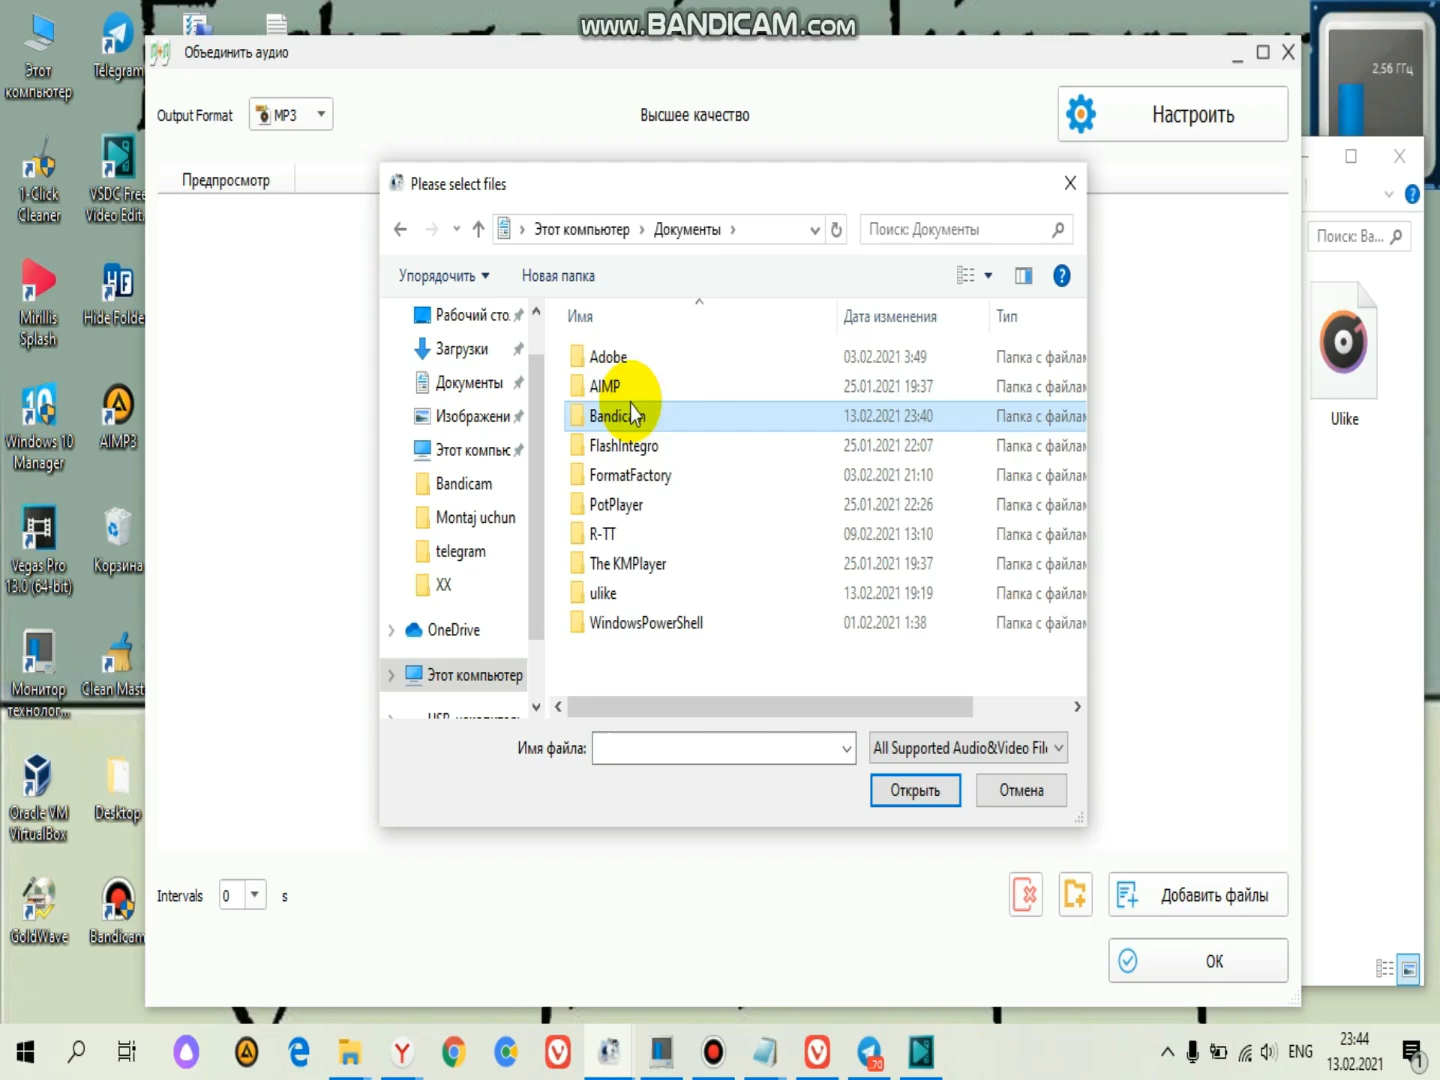 www.BANDICAM.com
Этот компьютер
Telegram
1-Click Cleaner
VSDC Free Video Edit...
Mirillis Splash
Hide Folde
Windows 10 Manager
AIMP3
Vegas Pro 13.0 (64-bit)
Корзина
Монитор технолог...
Clean Mast
Oracle VM VirtualBox
Desktop
GoldWave
Bandicam
Объединить аудио
Output Format
MP3
Высшее качество
Настроить
Предпросмотр
Please select files
Этот компьютер › Документы ›
Поиск: Документы
Упорядочить
Новая папка
Рабочий сто.
Загрузки
Документы
Изображени
Этот компьк
Bandicam
Montaj uchun
telegram
XX
OneDrive
Этот компьютер
Имя Дата изменения Тип
Adobe 03.02.2021 3:49 Папка с файлам
AIMP 25.01.2021 19:37 Папка с файлам
Bandicam 13.02.2021 23:40 Папка с файлам
FlashIntegro 25.01.2021 22:07 Папка с файлам
FormatFactory 03.02.2021 21:10 Папка с файлам
PotPlayer 25.01.2021 22:26 Папка с файлам
R-TT 09.02.2021 13:10 Папка с файлам
The KMPlayer 25.01.2021 19:37 Папка с файлам
ulike 13.02.2021 19:19 Папка с файлам
WindowsPowerShell 01.02.2021 1:38 Папка с файлам
Имя файла:
All Supported Audio&Video File
Открыть
Отмена
Intervals 0 s
Добавить файлы
OK
2,56 ГГц
Поиск: Ba...
Ulike
70
ENG
23:44
13.02.2021
1